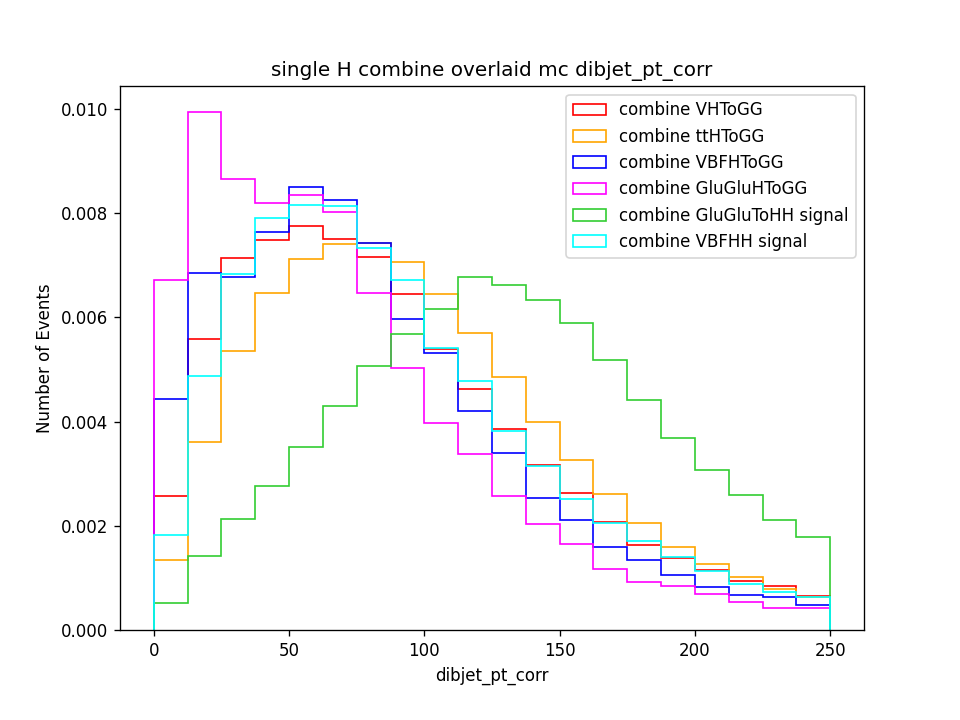 single H combine overlaid mc dibjet_pt_corr
combine VHToGG
combine ttHToGG
combine VBFHToGG
combine GluGluHToGG
combine GluGluToHH signal
combine VBFHH signal
Number of Events
0.010
0.008
0.006
0.004
0.002
0.000
0 50 100 150 200 250
dibjet_pt_corr